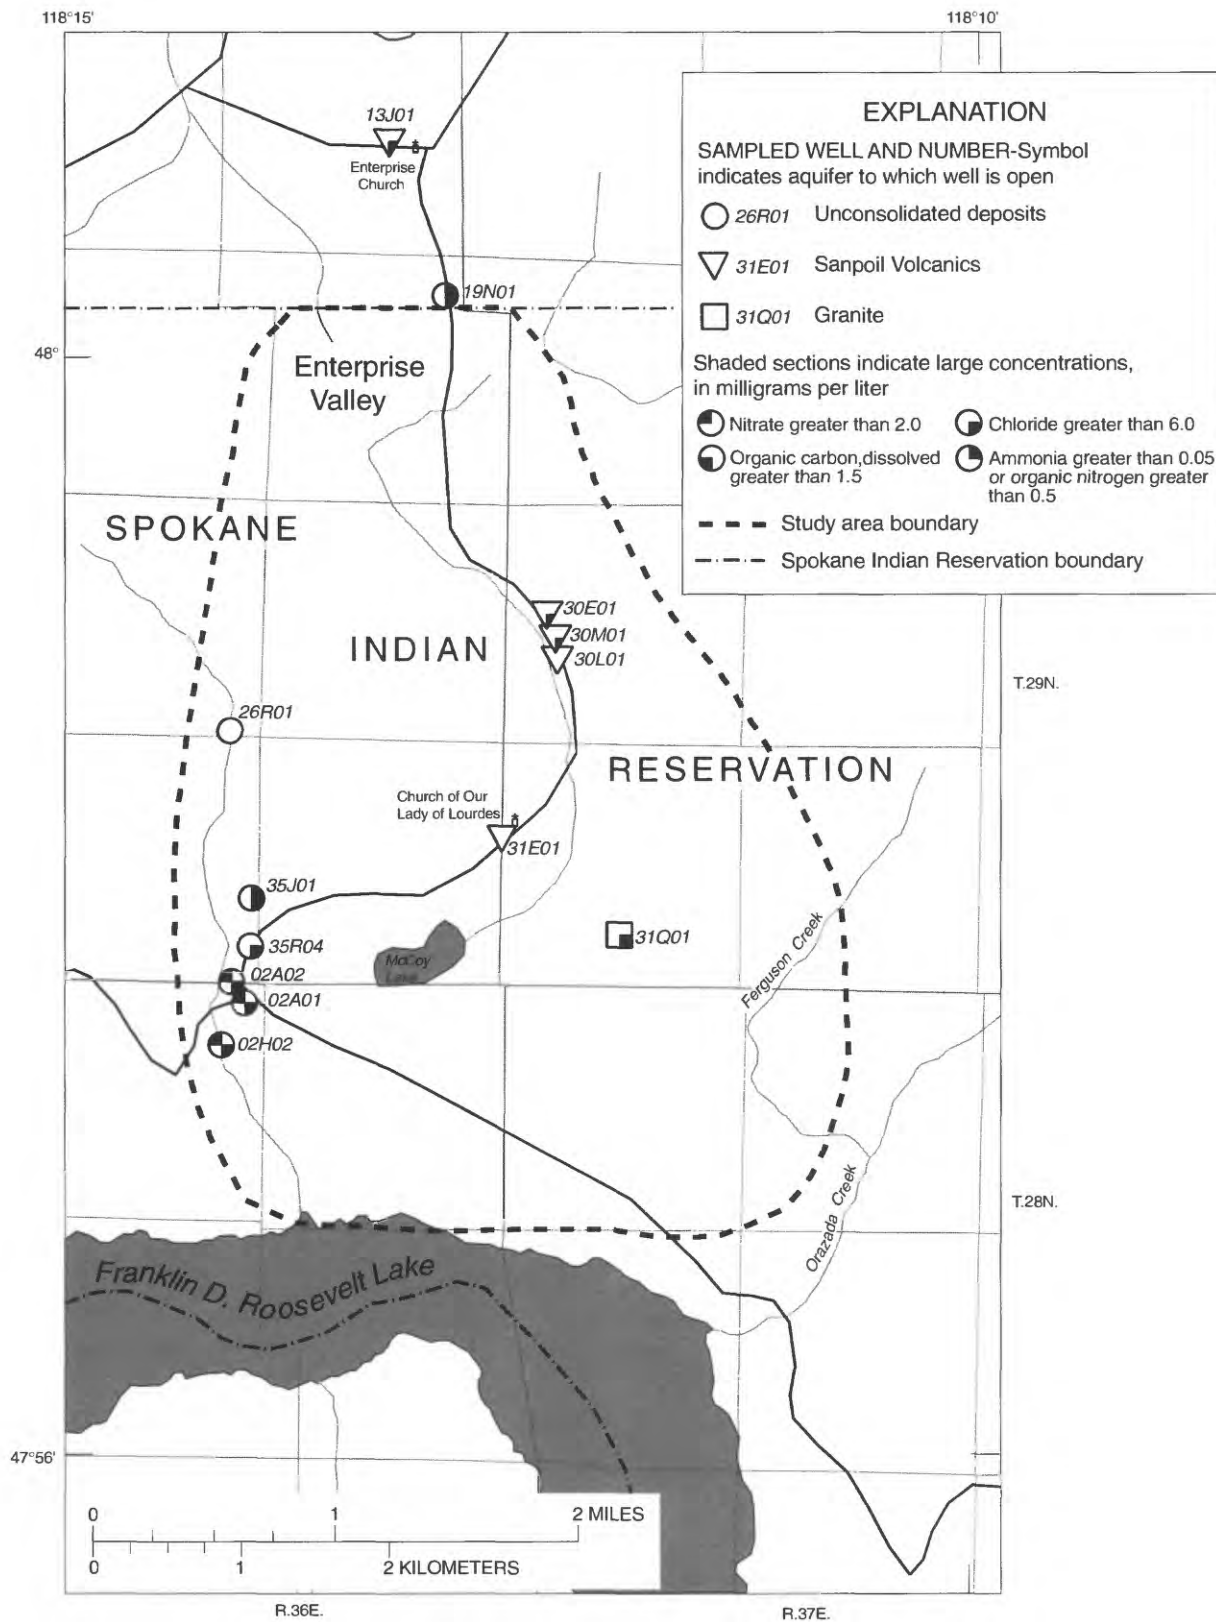 118°15'
118°10'
13J01
Enterprise
Church
19N01
48°
Enterprise
Valley
SPOKANE
INDIAN
RESERVATION
30E01
30M01
30L01
T.29N.
26R01
Church of Our
Lady of Lourdes
31E01
35J01
35R04
McCoy
Lake
31Q01
02A02
02A01
02H02
Ferguson Creek
Orazada Creek
T.28N.
Franklin D. Roosevelt Lake
47°56'
0 1 2 MILES
0 1 2 KILOMETERS
R.36E.
R.37E.
EXPLANATION
SAMPLED WELL AND NUMBER-Symbol
indicates aquifer to which well is open
26R01 Unconsolidated deposits
31E01 Sanpoil Volcanics
31Q01 Granite
Shaded sections indicate large concentrations,
in milligrams per liter
Nitrate greater than 2.0
Chloride greater than 6.0
Organic carbon,dissolved
greater than 1.5
Ammonia greater than 0.05
or organic nitrogen greater
than 0.5
Study area boundary
Spokane Indian Reservation boundary